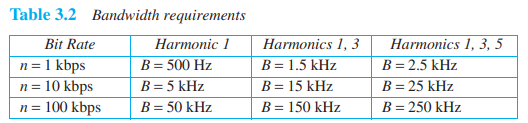 Table 3.2 Bandwidth requirements
Bit Rate Harmonic 1 Harmonics 1, 3 Harmonics 1, 3, 5
n = 1 kbps B = 500 Hz B = 1.5 kHz B = 2.5 kHz
n = 10 kbps B = 5 kHz B = 15 kHz B = 25 kHz
n = 100 kbps B = 50 kHz B = 150 kHz B = 250 kHz